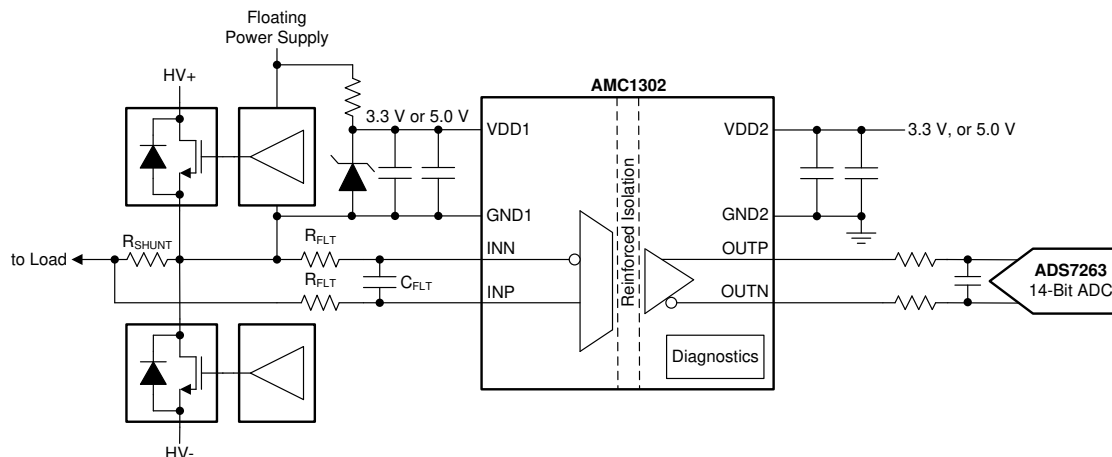 Floating
Power Supply
HV+
AMC1302
3.3 V or 5.0 V
VDD1
VDD2
3.3 V, or 5.0 V
Reinforced Isolation
GND1
GND2
RSHUNT
RFLT
INN
OUTP
to Load
ADS7263
14-Bit ADC
RFLT
CFLT
INP
OUTN
Diagnostics
HV-